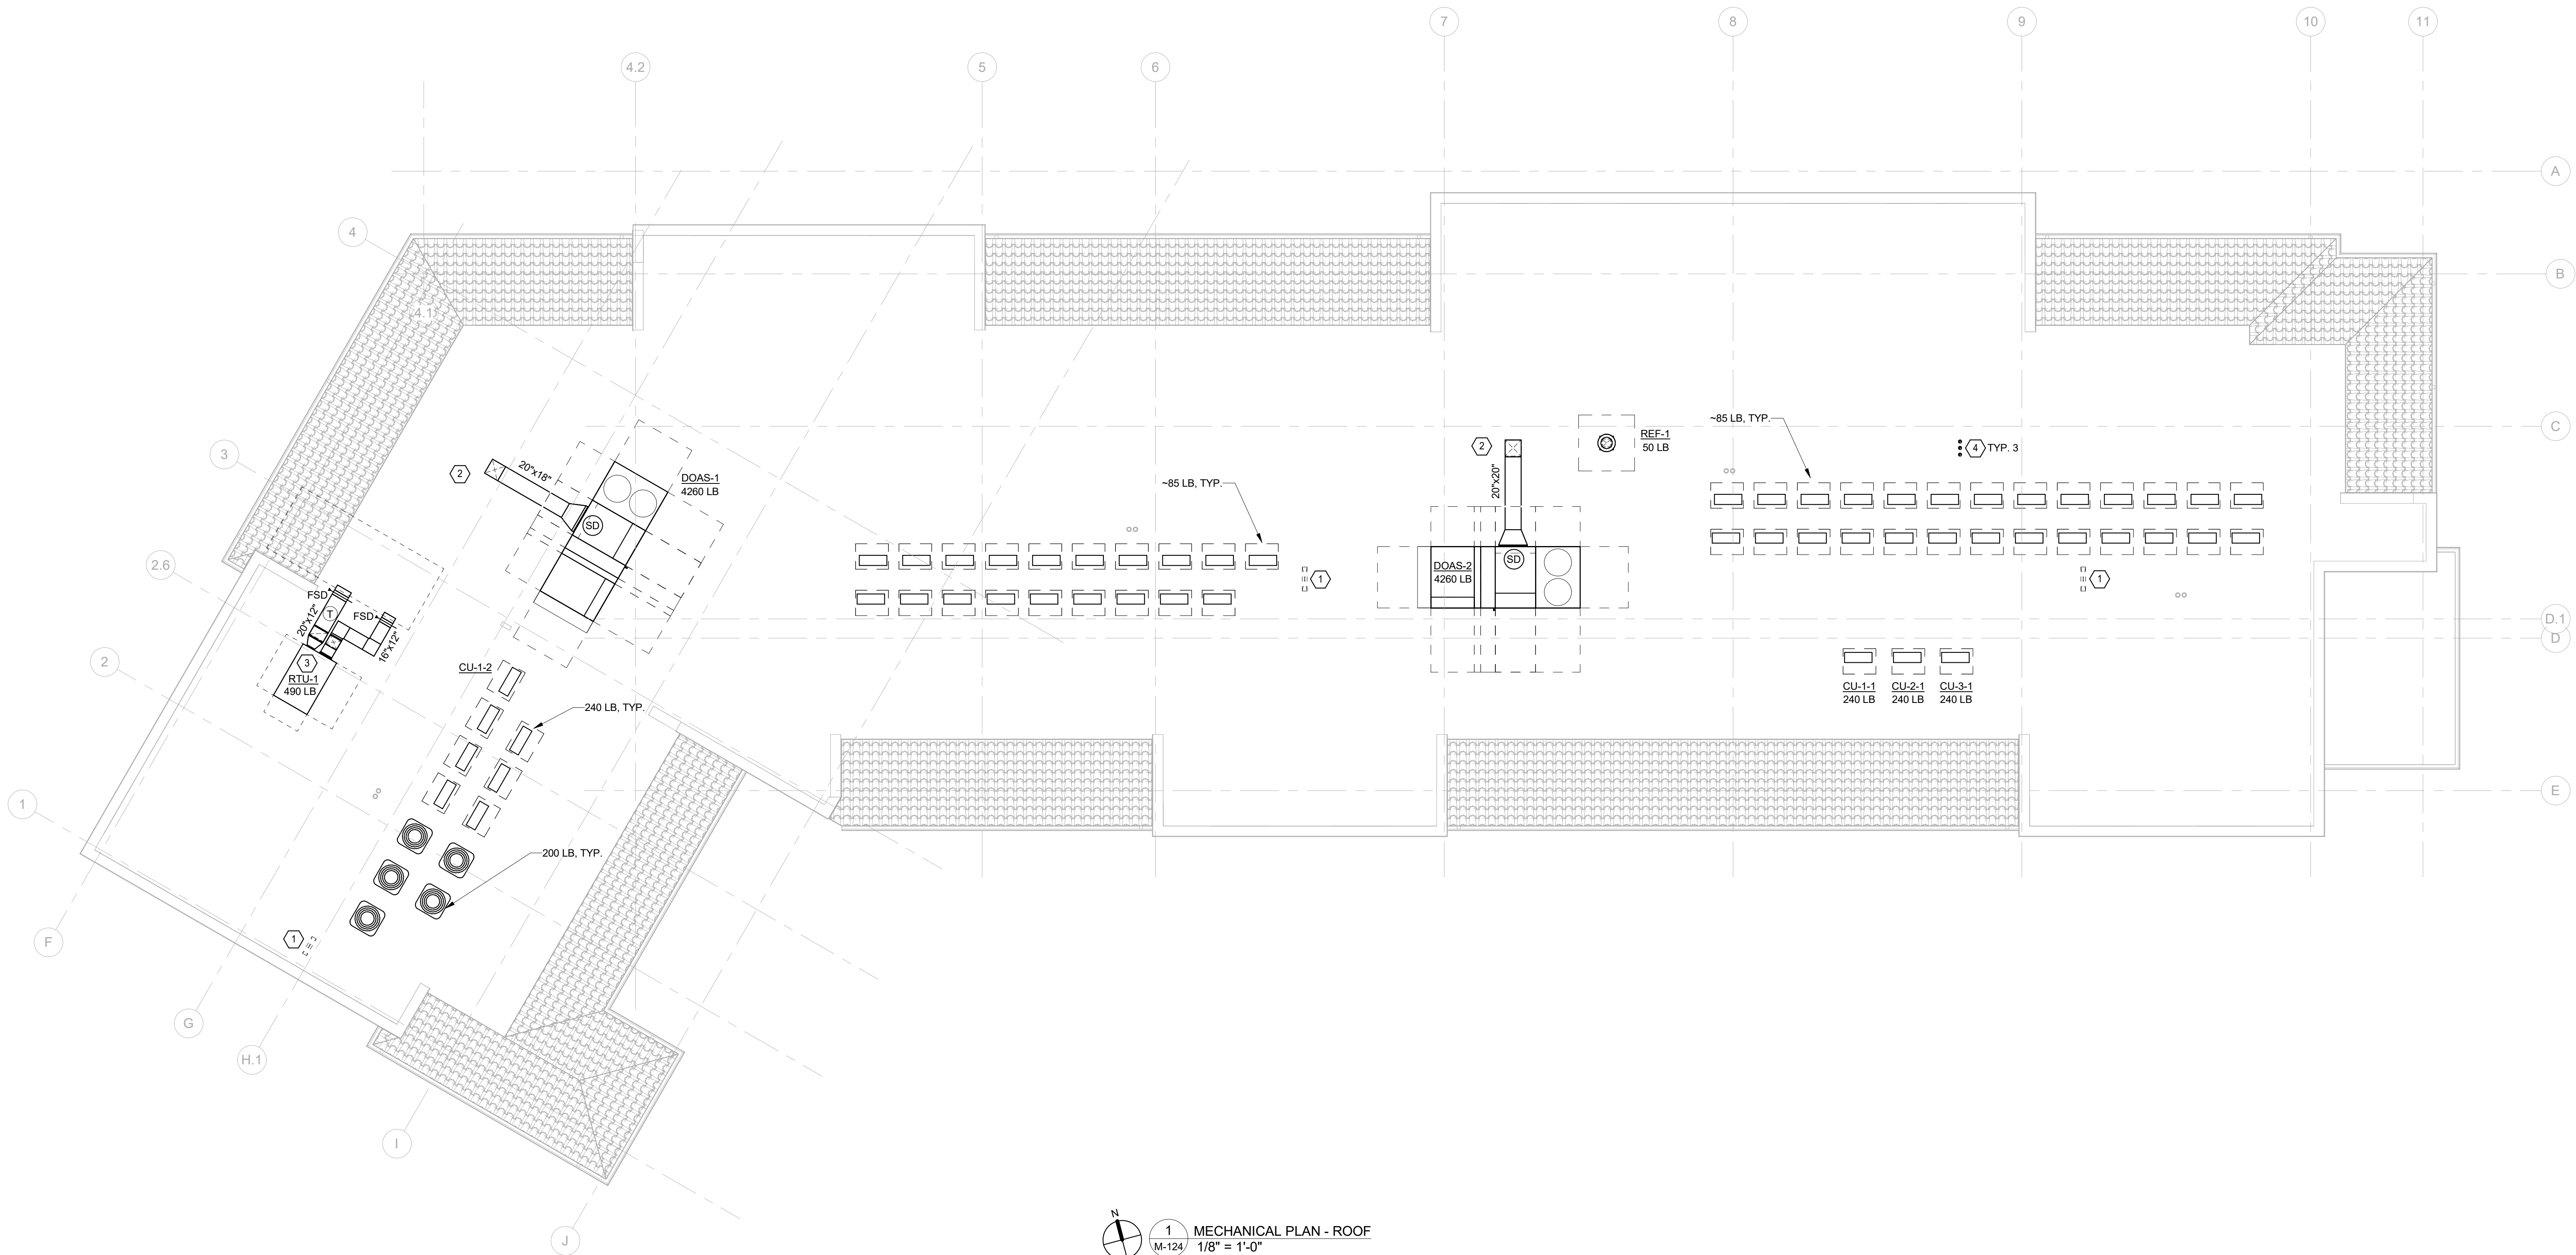 7
8
9
10
11
4.2
5
6
A
4
B
4.1
C
3
2
20"x18"
DOAS-1
4260 LB
~85 LB, TYP.
2
20"x20"
REF-1
50 LB
~85 LB, TYP.
4
TYP. 3
SD
SD
DOAS-2
4260 LB
1
1
2.6
FSD
T
20"x12"
FSD
16"x12"
3
RTU-1
490 LB
D.1
D
2
CU-1-2
240 LB, TYP.
CU-1-1
240 LB
CU-2-1
240 LB
CU-3-1
240 LB
E
1
200 LB, TYP.
1
F
G
H.1
I
J
N
1
M-124
MECHANICAL PLAN - ROOF
1/8" = 1'-0"